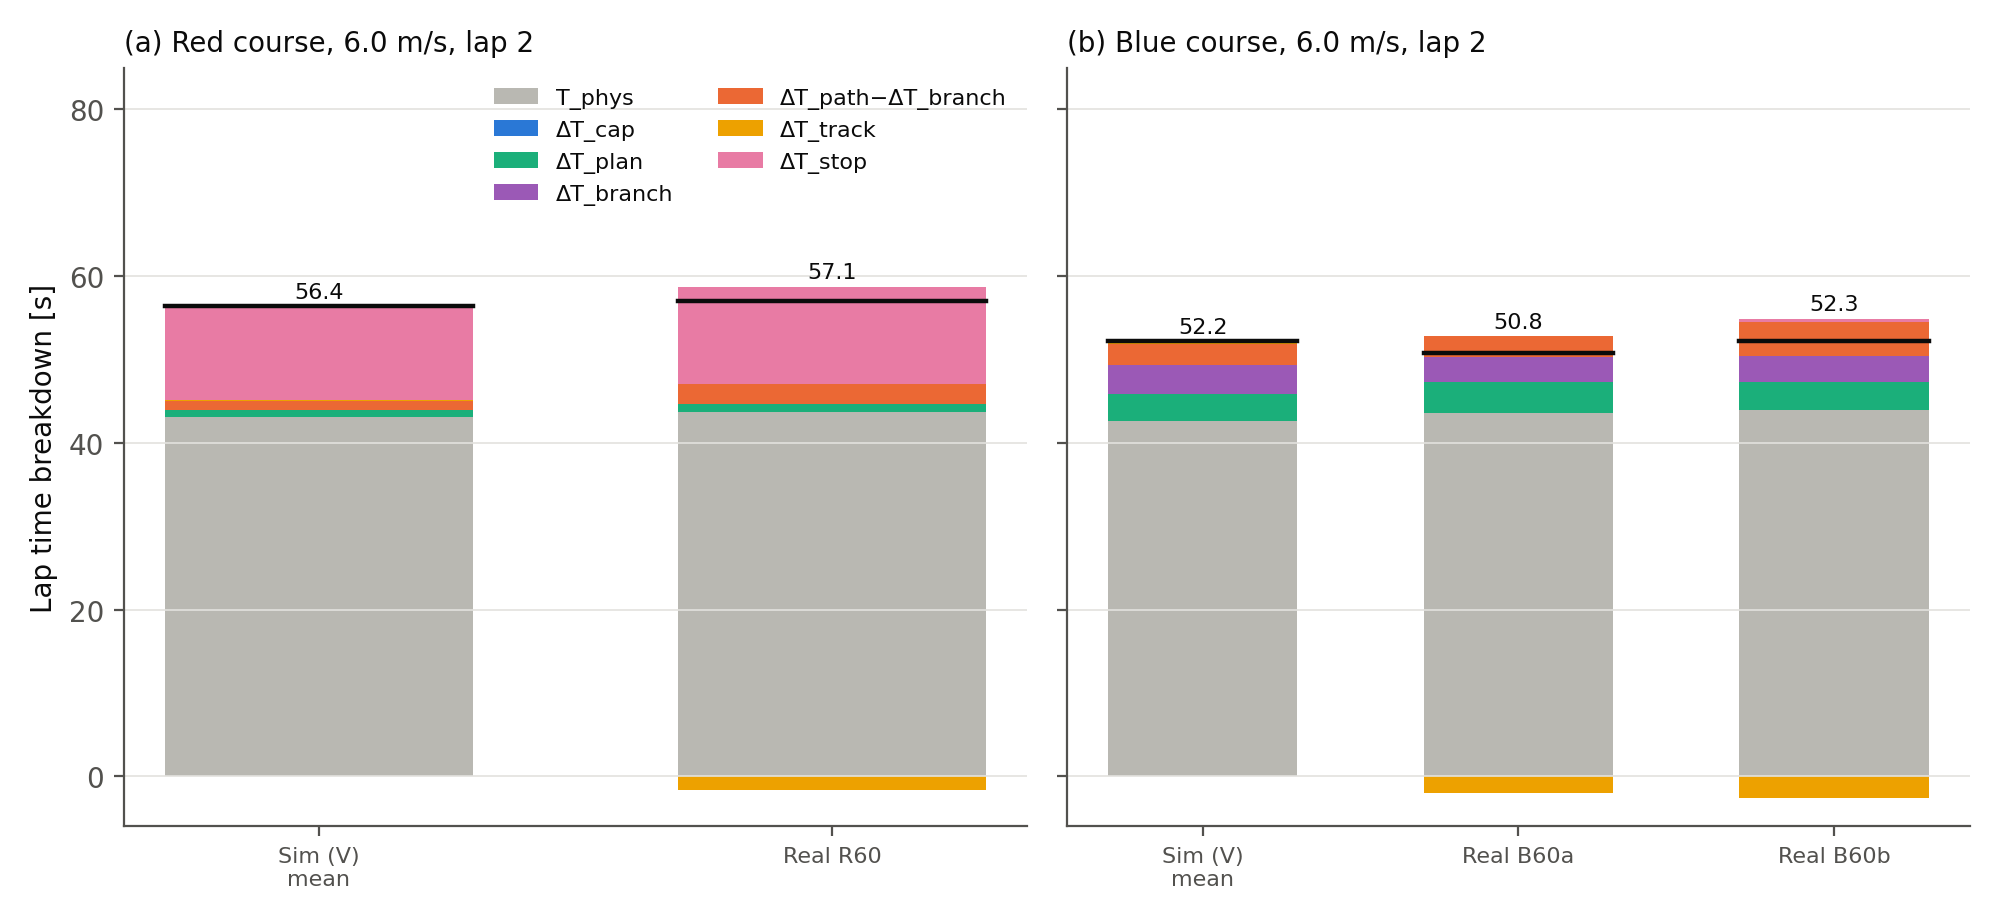 (a) Red course, 6.0 m/s, lap 2
(b) Blue course, 6.0 m/s, lap 2
Lap time breakdown [s]
80
60
40
20
0
T_phys
ΔT_cap
ΔT_plan
ΔT_branch
ΔT_path−ΔT_branch
ΔT_track
ΔT_stop
56.4
57.1
52.2
50.8
52.3
Sim (V)
mean
Real R60
Sim (V)
mean
Real B60a
Real B60b